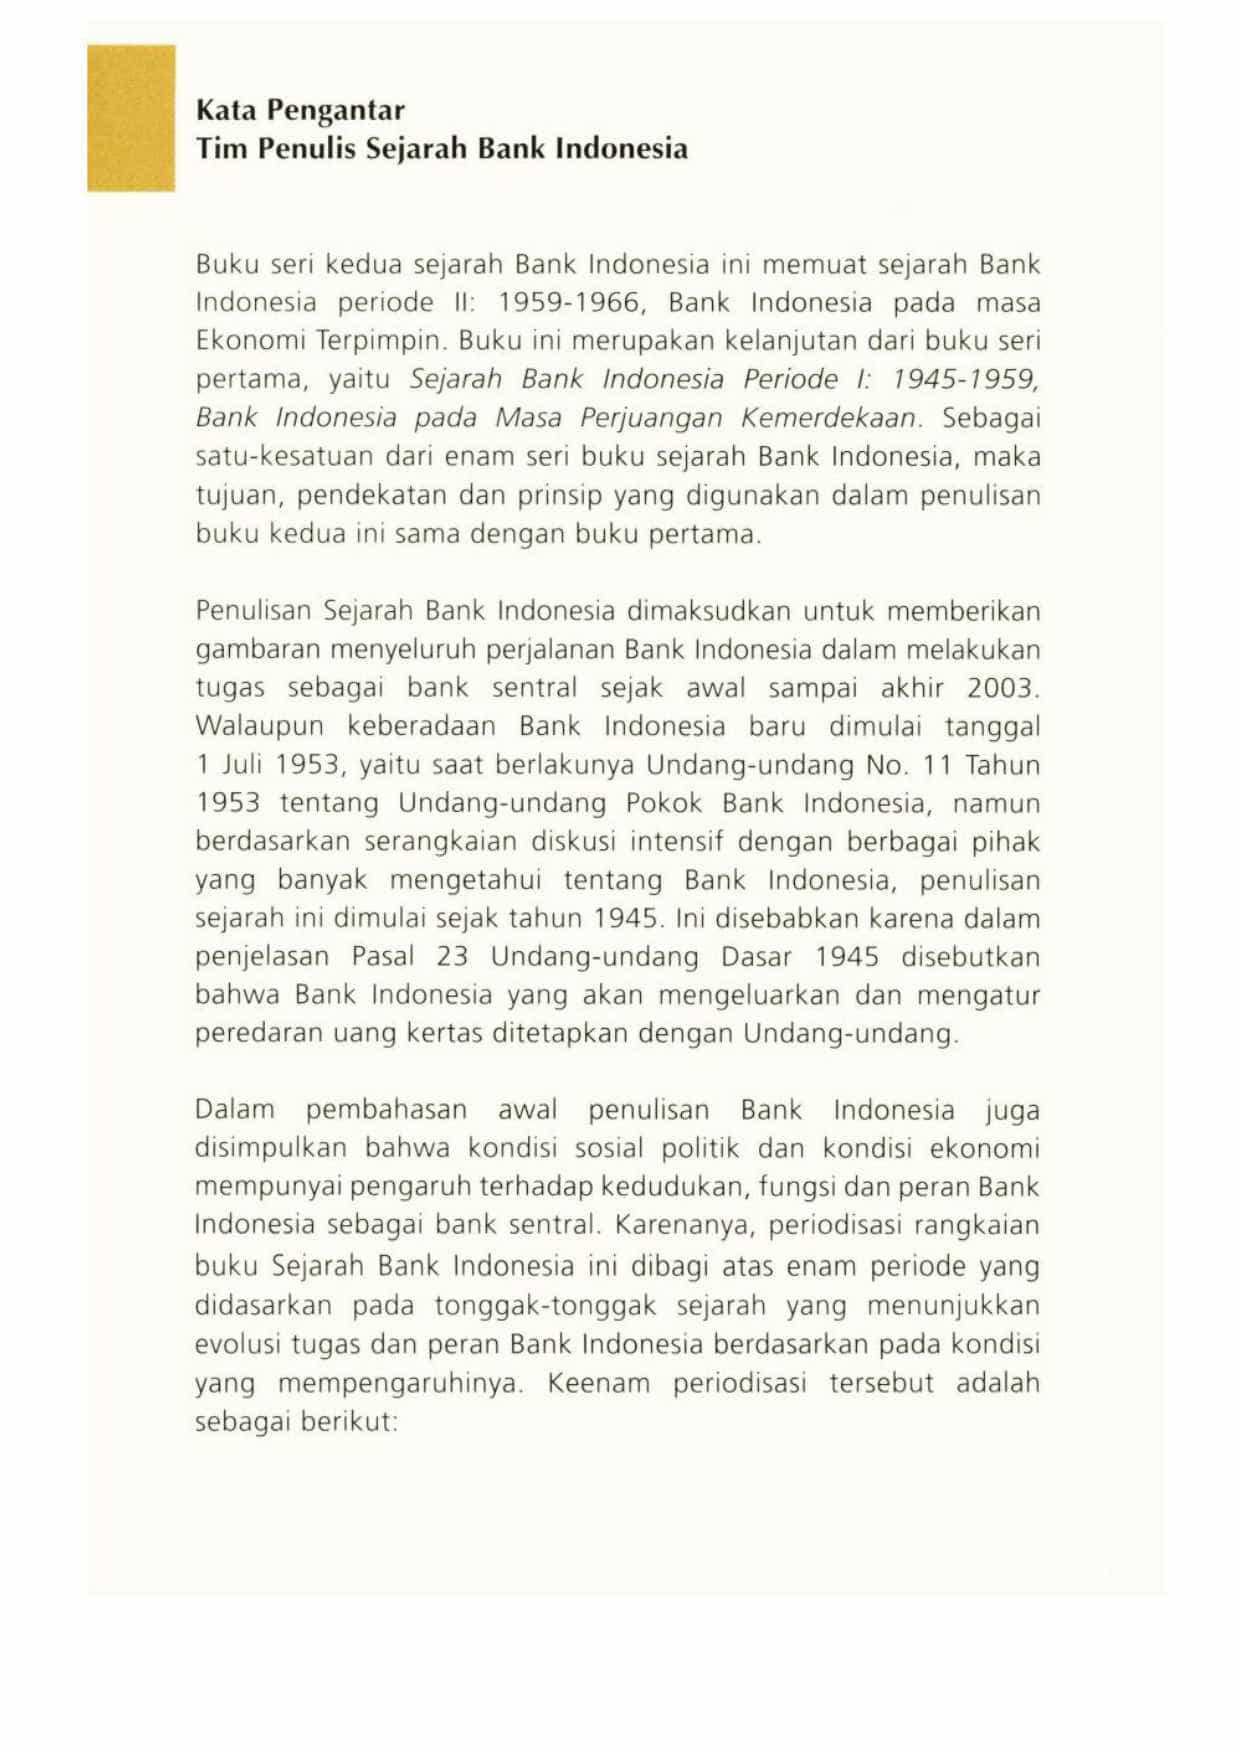 Kata Pengantar
Tim Penulis Sejarah Bank Indonesia
Buku seri kedua sejarah Bank Indonesia ini memuat sejarah Bank
Indonesia periode II: 1959-1966, Bank Indonesia pada masa
Ekonomi Terpimpin. Buku ini merupakan kelanjutan dari buku seri
pertama, yaitu Sejarah Bank Indonesia Periode I: 1945-1959,
Bank Indonesia pada Masa Perjuangan Kemerdekaan. Sebagai
satu-kesatuan dari enam seri buku sejarah Bank Indonesia, maka
tujuan, pendekatan dan prinsip yang digunakan dalam penulisan
buku kedua ini sama dengan buku pertama.
Penulisan Sejarah Bank Indonesia dimaksudkan untuk memberikan
gambaran menyeluruh perjalanan Bank Indonesia dalam melakukan
tugas sebagai bank sentral sejak awal sampai akhir 2003.
Walaupun keberadaan Bank Indonesia baru dimulai tanggal
1 Juli 1953, yaitu saat berlakunya Undang-undang No. 11 Tahun
1953 tentang Undang-undang Pokok Bank Indonesia, namun
berdasarkan serangkaian diskusi intensif dengan berbagai pihak
yang banyak mengetahui tentang Bank Indonesia, penulisan
sejarah ini dimulai sejak tahun 1945. Ini disebabkan karena dalam
penjelasan Pasal 23 Undang-undang Dasar 1945 disebutkan
bahwa Bank Indonesia yang akan mengeluarkan dan mengatur
peredaran uang kertas ditetapkan dengan Undang-undang.
Dalam pembahasan awal penulisan Bank Indonesia juga
disimpulkan bahwa kondisi sosial politik dan kondisi ekonomi
mempunyai pengaruh terhadap kedudukan, fungsi dan peran Bank
Indonesia sebagai bank sentral. Karenanya, periodisasi rangkaian
buku Sejarah Bank Indonesia ini dibagi atas enam periode yang
didasarkan pada tonggak-tonggak sejarah yang menunjukkan
evolusi tugas dan peran Bank Indonesia berdasarkan pada kondisi
yang mempengaruhinya. Keenam periodisasi tersebut adalah
sebagai berikut: